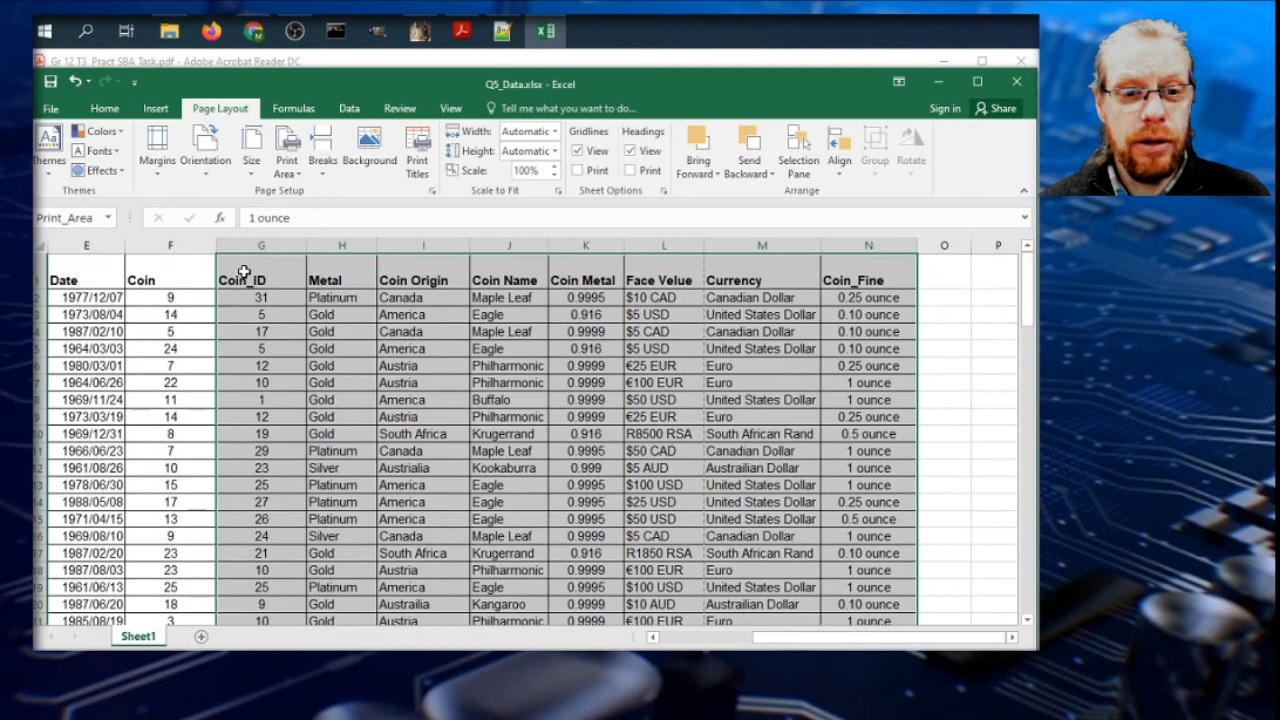 Gr 12 T3 Pract SBA Task.pdf - Adobe Acrobat Reader DC
Q5_Data.xlsx - Excel
File Home Insert Page Layout Formulas Data Review View Tell me what you want to do... Sign in Share
Colors Width: Automatic Gridlines Headings
Fonts Height: Automatic View View
Themes Effects Margins Orientation Size Print Area Breaks Background Print Titles Scale: 100% Print Print Bring Forward Send Backward Selection Pane Align Group Rotate
Themes Page Setup Scale to Fit Sheet Options Arrange
Print_Area fx 1 ounce
E F G H I J K L M N O P
Date Coin Coin_ID Metal Coin Origin Coin Name Coin Metal Face Velue Currency Coin_Fine
1977/12/07 9 31 Platinum Canada Maple Leaf 0.9995 $10 CAD Canadian Dollar 0.25 ounce
1973/08/04 14 5 Gold America Eagle 0.916 $5 USD United States Dollar 0.10 ounce
1987/02/10 5 17 Gold Canada Maple Leaf 0.9999 $5 CAD Canadian Dollar 0.10 ounce
1964/03/03 24 5 Gold America Eagle 0.916 $5 USD United States Dollar 0.10 ounce
1980/03/01 7 12 Gold Austria Philharmonic 0.9999 €25 EUR Euro 0.25 ounce
1964/06/26 22 10 Gold Austria Philharmonic 0.9999 €100 EUR Euro 1 ounce
1969/11/24 11 1 Gold America Buffalo 0.9999 $50 USD United States Dollar 1 ounce
1973/03/19 14 12 Gold Austria Philharmonic 0.9999 €25 EUR Euro 0.25 ounce
1969/12/31 8 19 Gold South Africa Krugerrand 0.916 R8500 RSA South African Rand 0.5 ounce
1966/06/23 7 29 Platinum Canada Maple Leaf 0.9995 $50 CAD Canadian Dollar 1 ounce
1961/08/26 10 23 Silver Austrialia Kookaburra 0.999 $5 AUD Austrailian Dollar 1 ounce
1978/06/30 15 25 Platinum America Eagle 0.9995 $100 USD United States Dollar 1 ounce
1988/05/08 17 27 Platinum America Eagle 0.9995 $25 USD United States Dollar 0.25 ounce
1971/04/15 13 26 Platinum America Eagle 0.9995 $50 USD United States Dollar 0.5 ounce
1969/08/10 9 24 Silver Canada Maple Leaf 0.9999 $5 CAD Canadian Dollar 1 ounce
1987/02/20 23 21 Gold South Africa Krugerrand 0.916 R1850 RSA South African Rand 0.10 ounce
1987/08/03 23 10 Gold Austria Philharmonic 0.9999 €100 EUR Euro 1 ounce
1961/06/13 25 25 Platinum America Eagle 0.9995 $100 USD United States Dollar 1 ounce
1987/06/20 18 9 Gold Austrailia Kangaroo 0.9999 $10 AUD Austrailian Dollar 0.10 ounce
1985/08/19 3 10 Gold Austria Philharmonic 0.9999 €100 EUR Euro 1 ounce
Sheet1